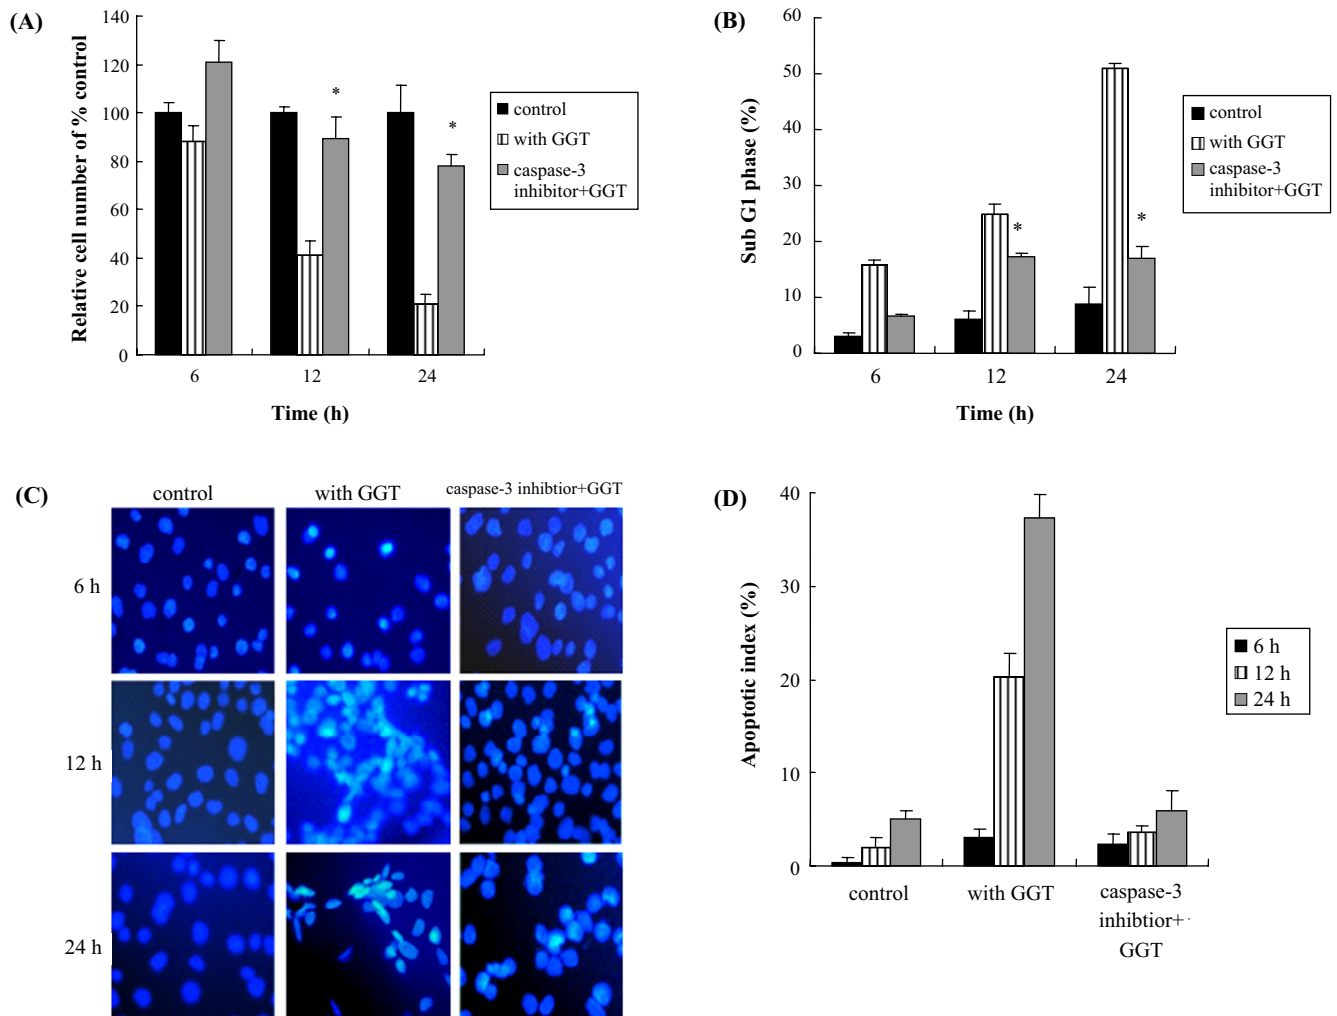 (A)
Relative cell number of % control
140
120
100
80
60
40
20
0
*
*
6
12
24
Time (h)
control
with GGT
caspase-3
inhibitor+GGT
(B)
Sub G1 phase (%)
60
50
40
30
20
10
0
*
*
6
12
24
Time (h)
control
with GGT
caspase-3
inhibitor+GGT
(C)
control
with GGT
caspase-3 inhibtior+GGT
6 h
12 h
24 h
(D)
Apoptotic index (%)
40
30
20
10
0
control
with GGT
caspase-3
inhibtior+
GGT
6 h
12 h
24 h